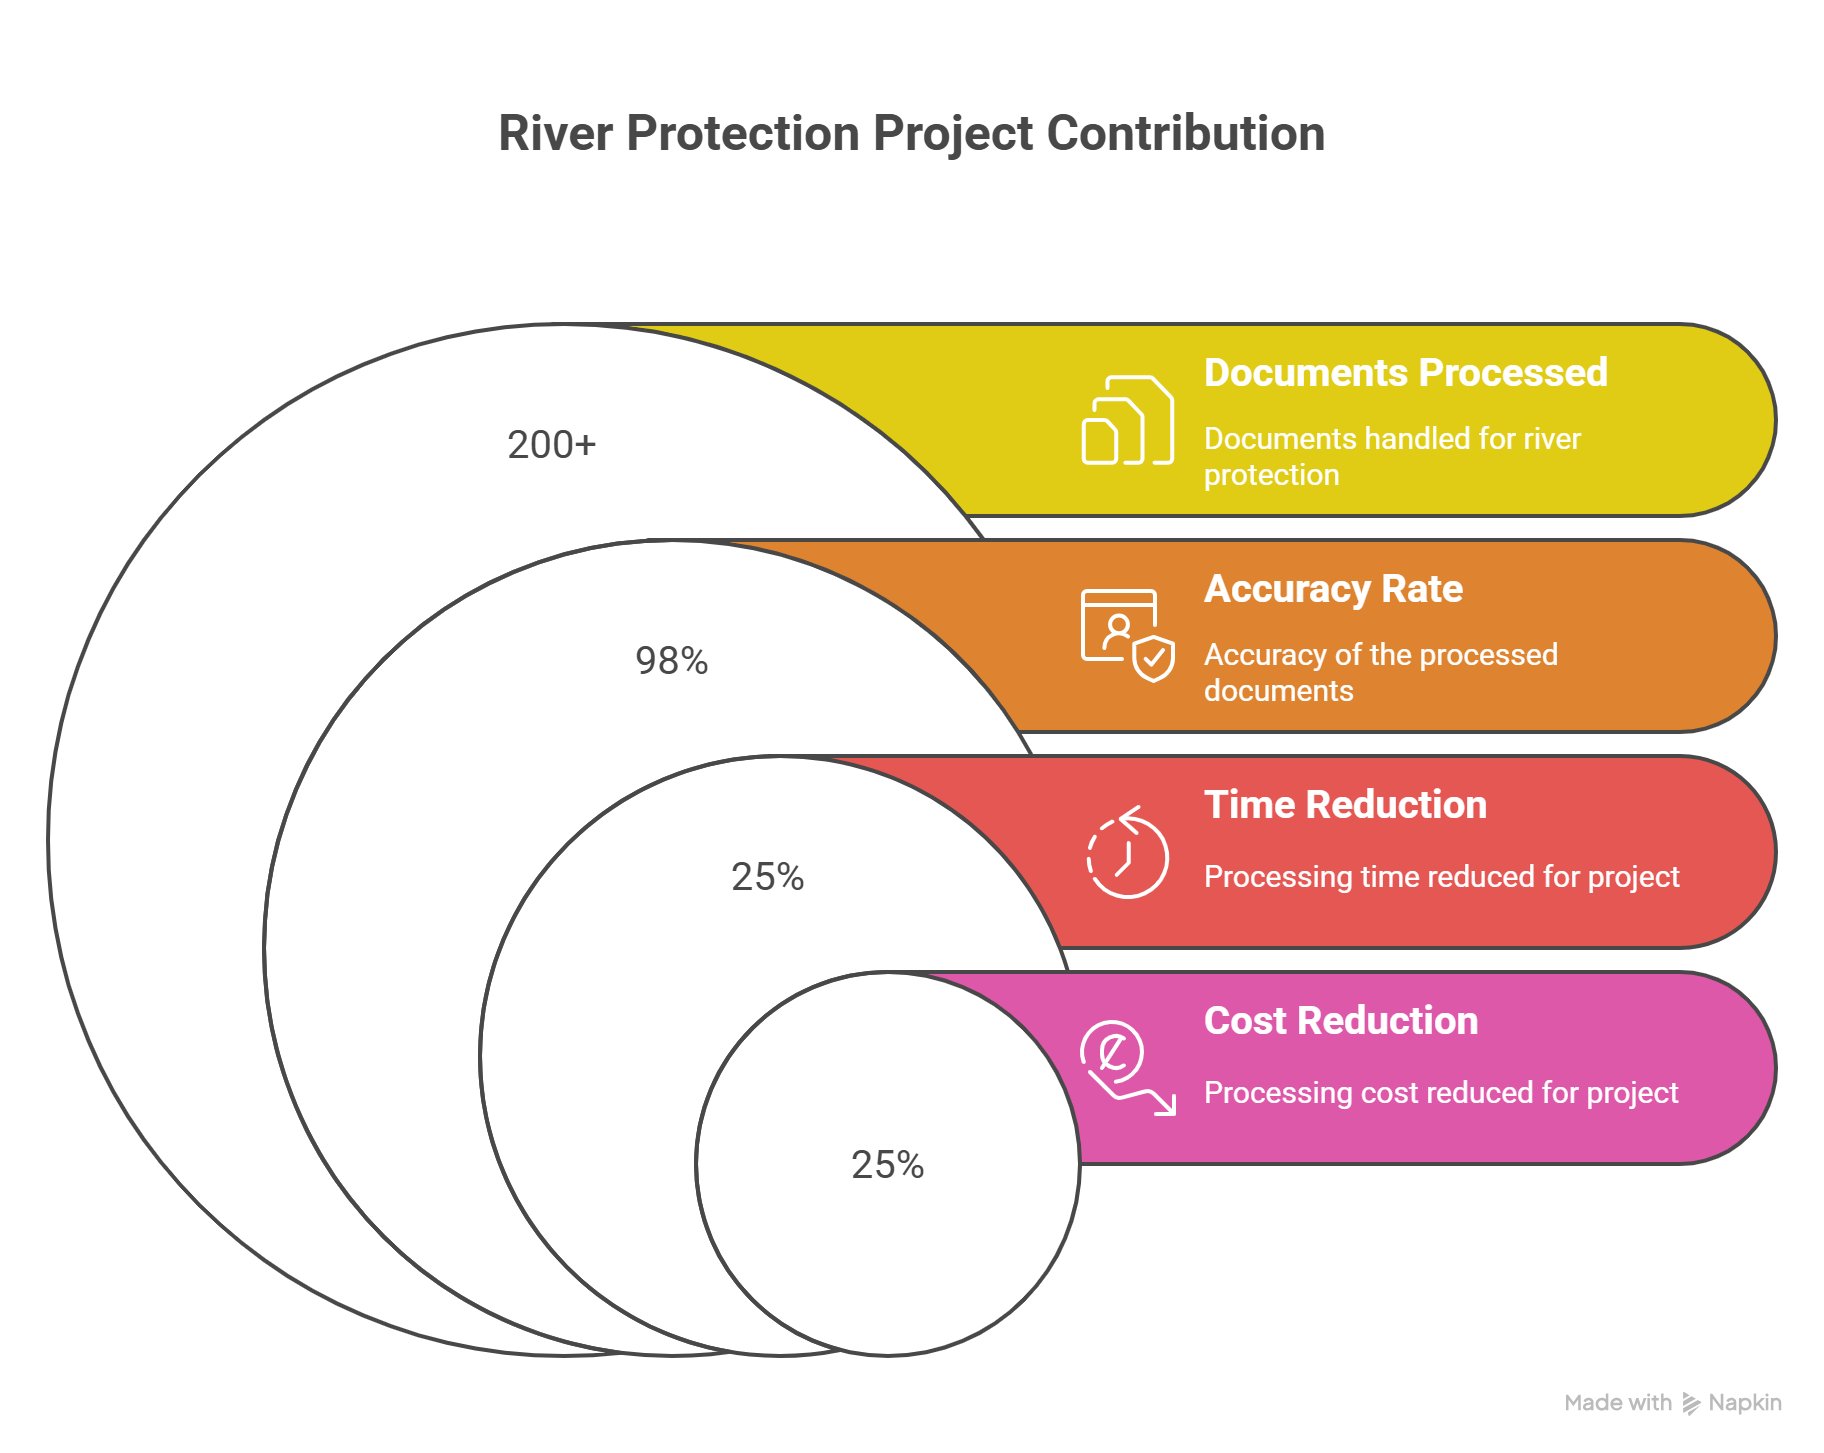 River Protection Project Contribution
200+
Documents Processed
Documents handled for river
protection
98%
Accuracy Rate
Accuracy of the processed
documents
25%
Time Reduction
Processing time reduced for project
25%
Cost Reduction
Processing cost reduced for project
Made with Napkin